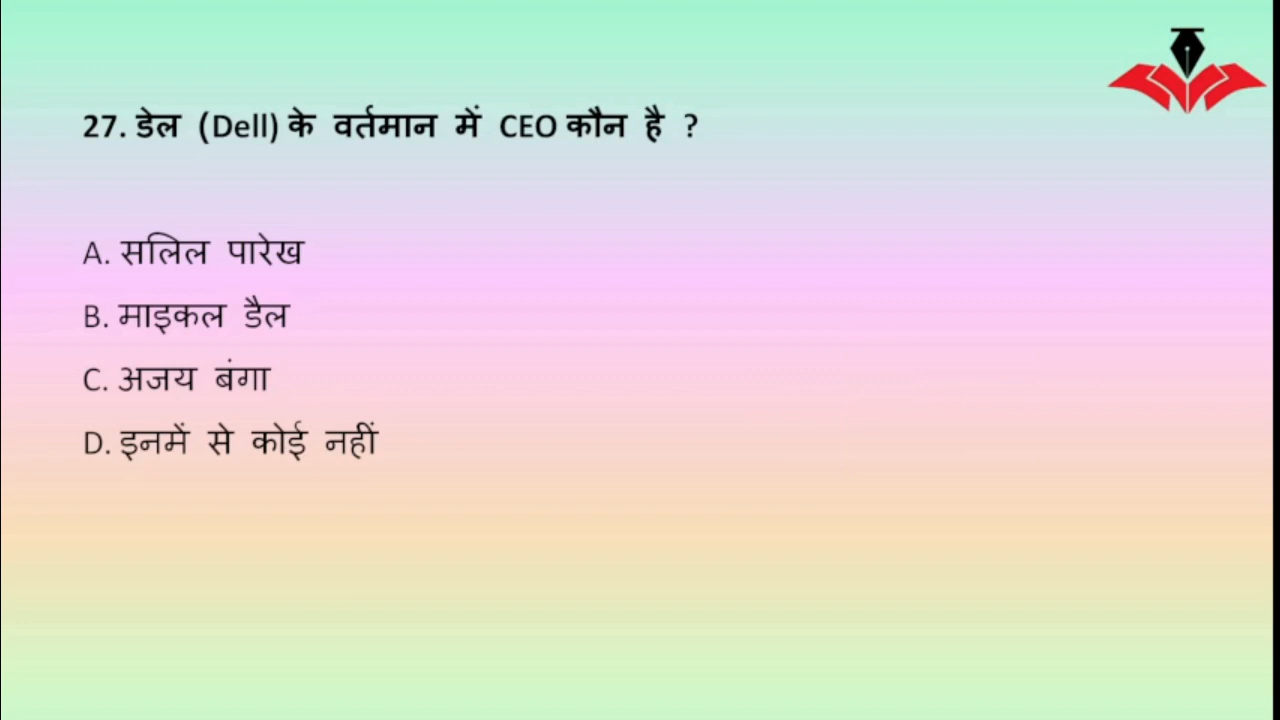 27. डेल (Dell) के वर्तमान में CEO कौन है ?
A. सलिल पारेख
B. माइकल डैल
C. अजय बंगा
D. इनमें से कोई नहीं